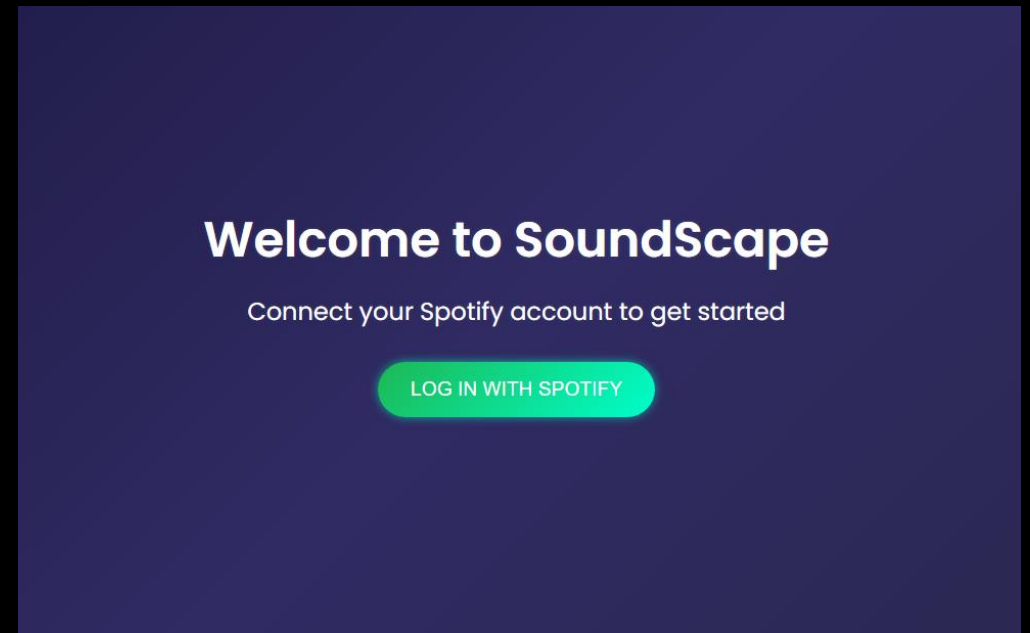 Welcome to SoundScape
Connect your Spotify account to get started
LOG IN WITH SPOTIFY